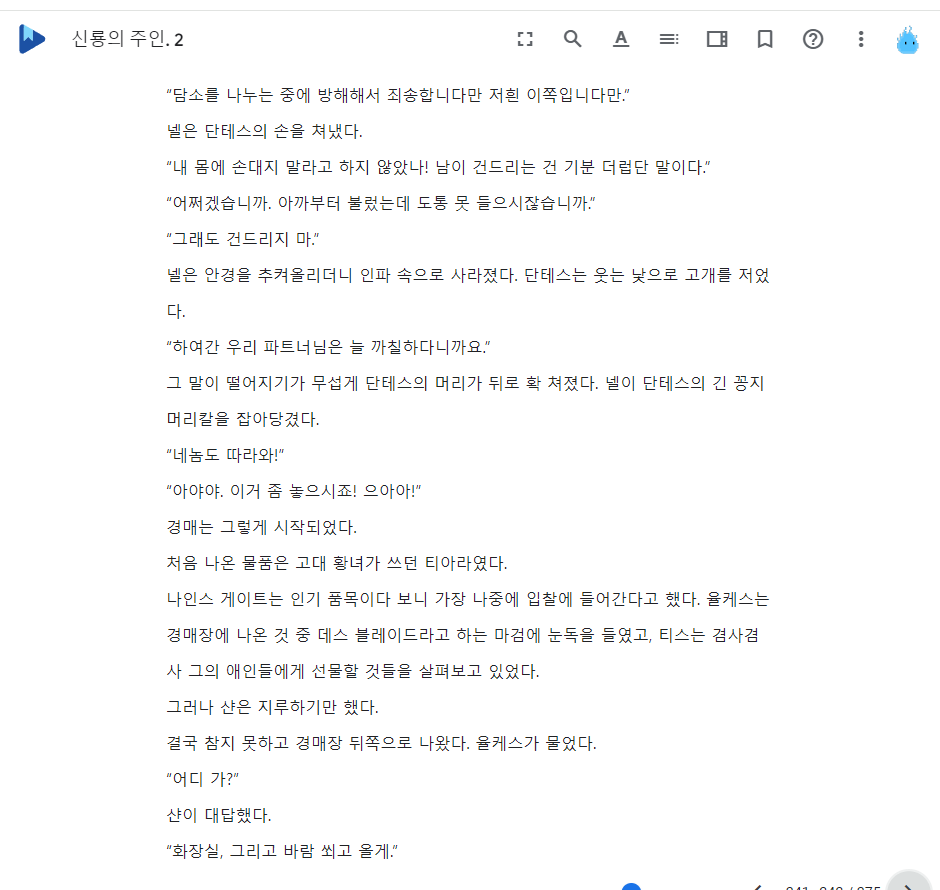 신룡의 주인. 2
“담소를 나누는 중에 방해해서 죄송합니다만 저흰 이쪽입니다만.”
넬은 단테스의 손을 쳐냈다.
“내 몸에 손대지 말라고 하지 않았나! 남이 건드리는 건 기분 더럽단 말이다.”
“어쩌겠습니까. 아까부터 불렀는데 도통 못 들으시잖습니까.”
“그래도 건드리지 마.”
넬은 안경을 추켜올리더니 인파 속으로 사라졌다. 단테스는 웃는 낯으로 고개를 저었
다.
“하여간 우리 파트너님은 늘 까칠하다니까요.”
그 말이 떨어지기가 무섭게 단테스의 머리가 뒤로 확 쳐졌다. 넬이 단테스의 긴 꽁지
머리칼을 잡아당겼다.
“네놈도 따라와!”
“아야야. 이거 좀 놓으시죠! 으아아!”
경매는 그렇게 시작되었다.
처음 나온 물품은 고대 황녀가 쓰던 티아라였다.
나인스 게이트는 인기 품목이다 보니 가장 나중에 입찰에 들어간다고 했다. 율케스는
경매장에 나온 것 중 데스 블레이드라고 하는 마검에 눈독을 들였고, 티스는 겸사겸
사 그의 애인들에게 선물할 것들을 살펴보고 있었다.
그러나 샨은 지루하기만 했다.
결국 참지 못하고 경매장 뒤쪽으로 나왔다. 율케스가 물었다.
“어디 가?”
샨이 대답했다.
“화장실, 그리고 바람 쐬고 올게.”